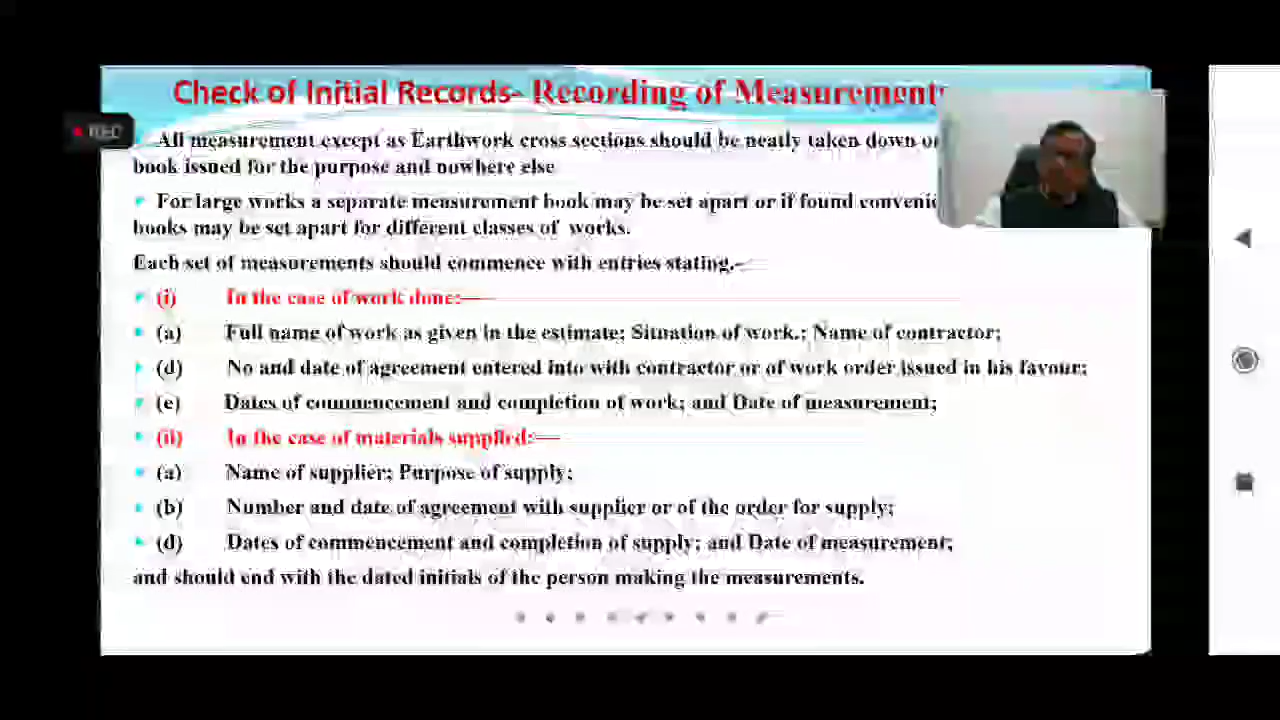 Check of Initial Records- Recording of Measurement
REC
All measurement except as Earthwork cross sections should be neatly taken down
book issued for the purpose and nowhere else
For large works a separate measurement book may be set apart or if found
books may be set apart for different classes of works.
Each set of measurements should commence with entries stating,—
(i) In the case of work done:—
(a) Full name of work as given in the estimate; Situation of work.; Name of contractor;
(d) No and date of agreement entered into with contractor or of work order issued in his favour;
(e) Dates of commencement and completion of work; and Date of measurement;
(ii) In the case of materials supplied:—
(a) Name of supplier; Purpose of supply;
(b) Number and date of agreement with supplier or of the order for supply;
(d) Dates of commencement and completion of supply; and Date of measurement;
and should end with the dated initials of the person making the measurements.